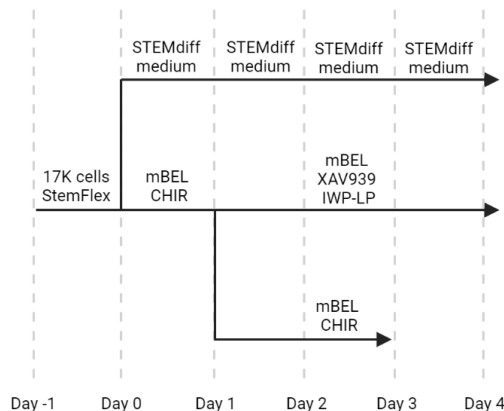 STEMdiff
medium
STEMdiff
medium
STEMdiff
medium
STEMdiff
medium
17K cells
StemFlex
mBEL
CHIR
mBEL
XAV939
IWP-LP
mBEL
CHIR
Day -1
Day 0
Day 1
Day 2
Day 3
Day 4